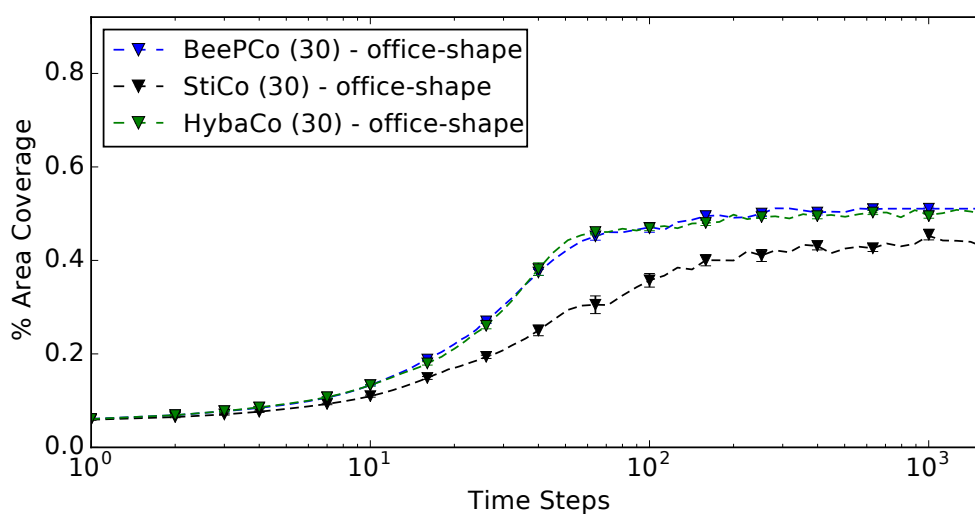 BeePCo (30) - office-shape
StiCo (30) - office-shape
HybaCo (30) - office-shape
% Area Coverage
0.8
0.6
0.4
0.2
0.0
10⁰ 10¹ 10² 10³
Time Steps